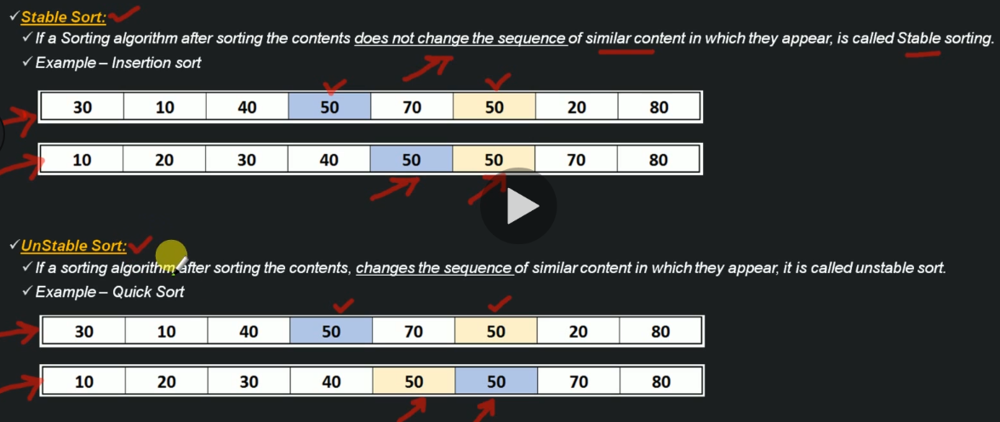 ✓Stable Sort:
✓If a Sorting algorithm after sorting the contents does not change the sequence of similar content in which they appear, is called Stable sorting.
✓Example – Insertion sort
30 10 40 50 70 50 20 80
10 20 30 40 50 50 70 80
✓UnStable Sort:
✓If a sorting algorithm after sorting the contents, changes the sequence of similar content in which they appear, it is called unstable sort.
✓Example – Quick Sort
30 10 40 50 70 50 20 80
10 20 30 40 50 50 70 80